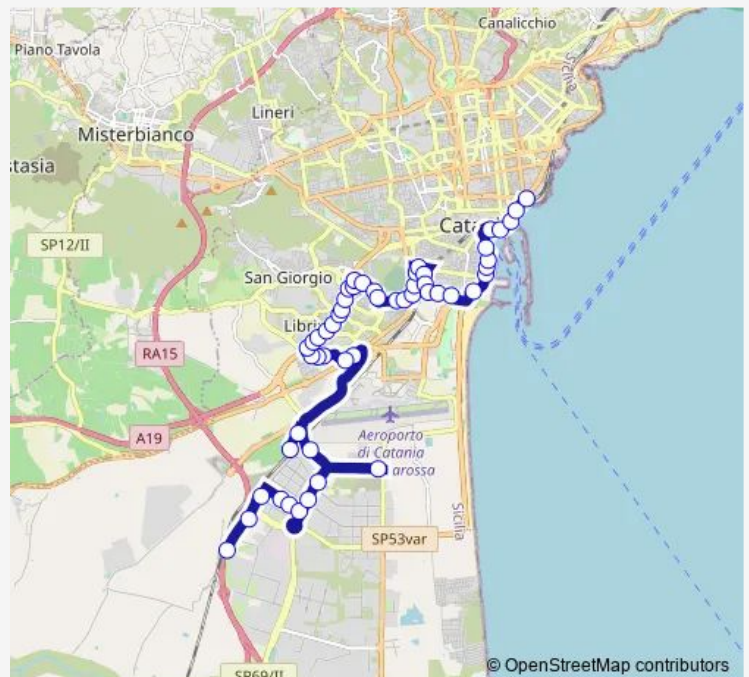 Canalicchio
Piano Tavola
Sicilia
Lineri
Misterbianco
stasia
Cata
SP12/II
San Giorgio
Libri
RA15
A19
Aeroporto
di Catania
arossa
Sicilia
SP53var
SP69/II
© OpenStreetMap contributors